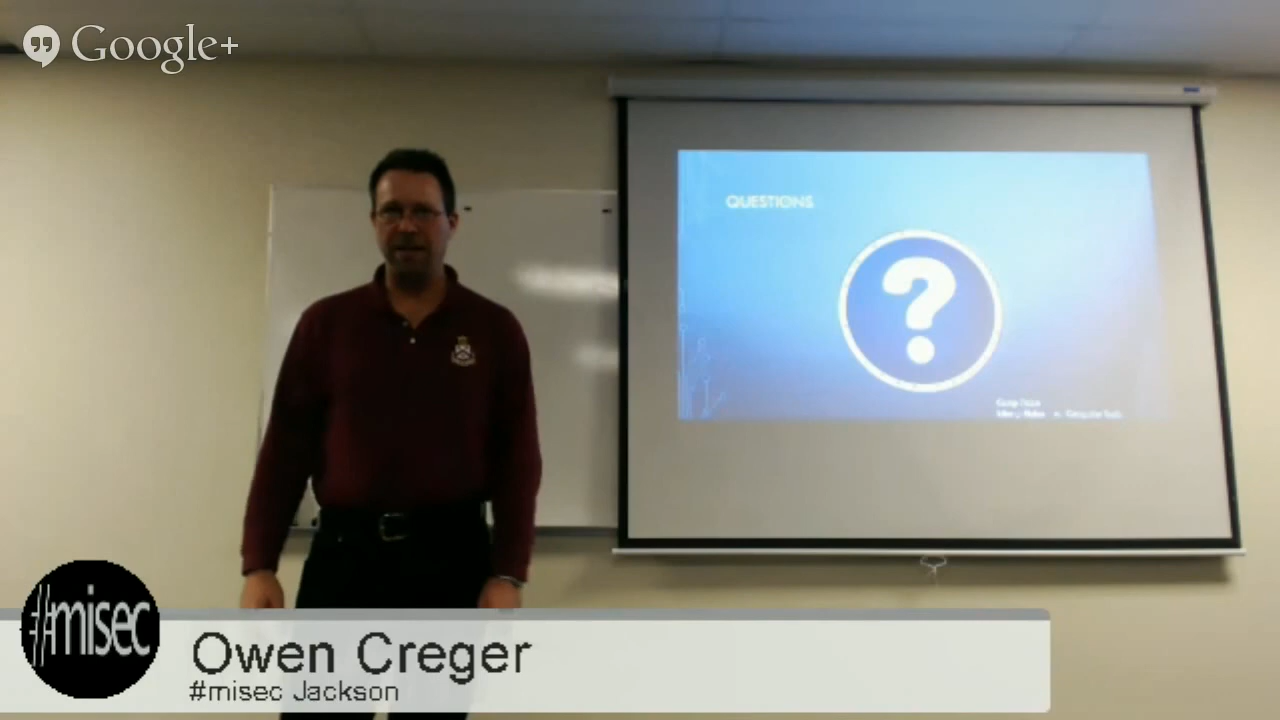 Google+
QUESTIONS
?
#misec
Owen Creger
#misec Jackson